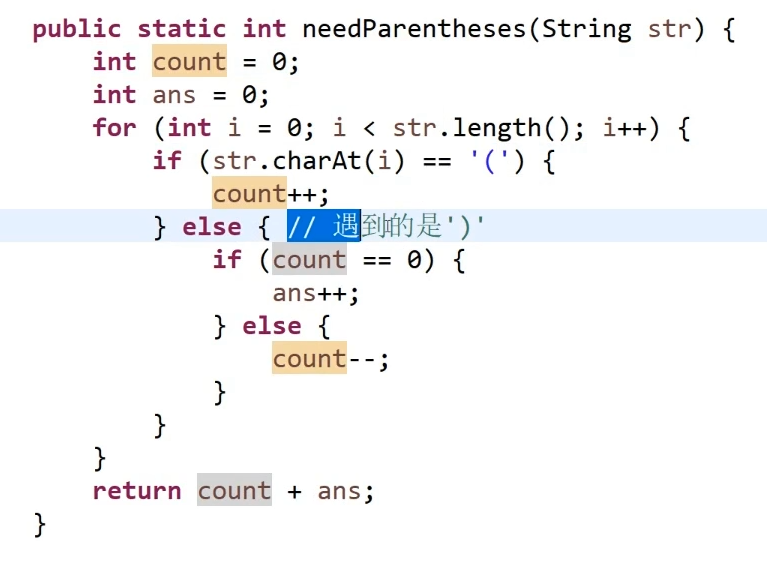 public static int needParentheses(String str) {
int count = 0;
int ans = 0;
for (int i = 0; i < str.length(); i++) {
if (str.charAt(i) == '(') {
count++;
} else { // 遇到的是')'
if (count == 0) {
ans++;
} else {
count--;
}
}
}
return count + ans;
}